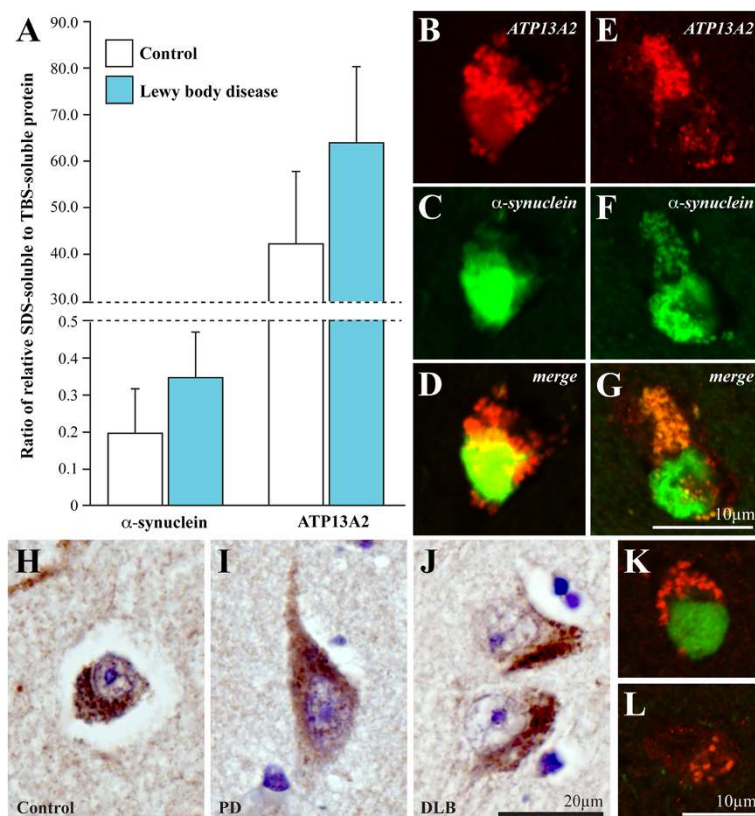 A
90.0
80.0
70.0
60.0
50.0
40.0
30.0
0.5
0.4
0.3
0.2
0.1
0
Ratio of relative SDS-soluble to TBS-soluble protein
Control
Lewy body disease
α-synuclein
ATP13A2
B
ATP13A2
E
ATP13A2
C
α-synuclein
F
α-synuclein
D
merge
G
merge
10µm
H
Control
I
PD
J
DLB
20µm
K
L
10µm